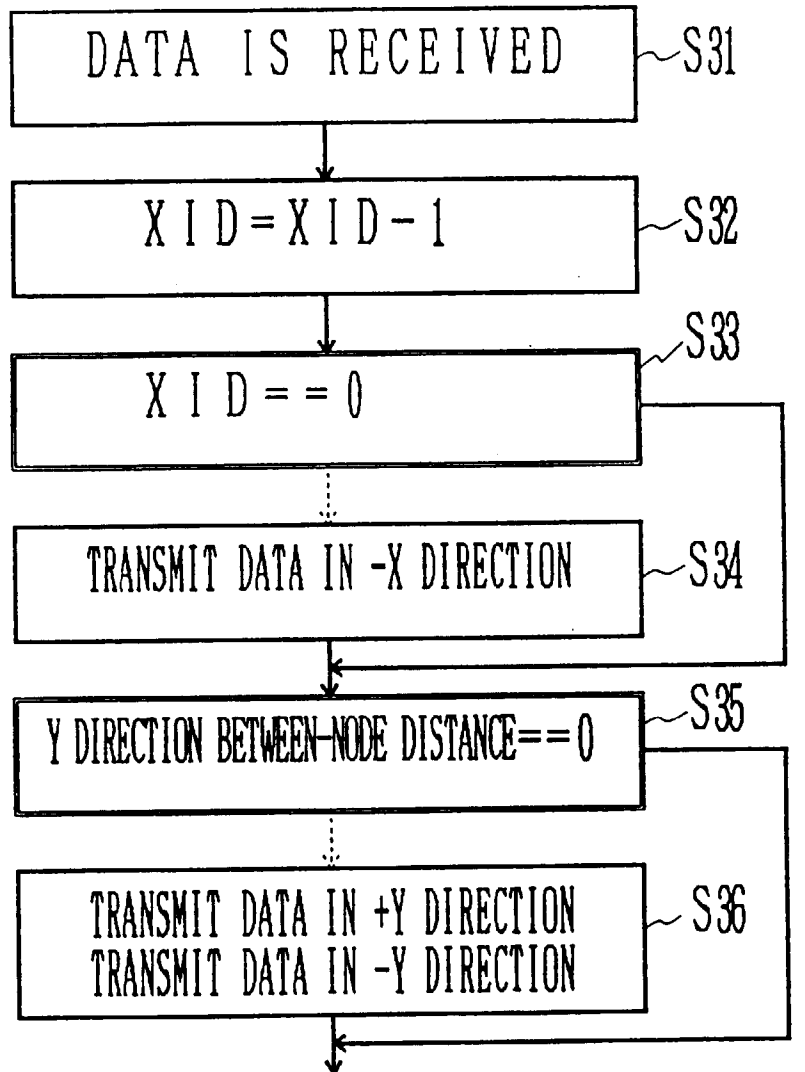 DATA IS RECEIVED
S31
XID=XID-1
S32
S33
XID==0
TRANSMIT DATA IN -X DIRECTION
S34
S35
Y DIRECTION BETWEEN-NODE DISTANCE==0
TRANSMIT DATA IN +Y DIRECTION
TRANSMIT DATA IN -Y DIRECTION
S36